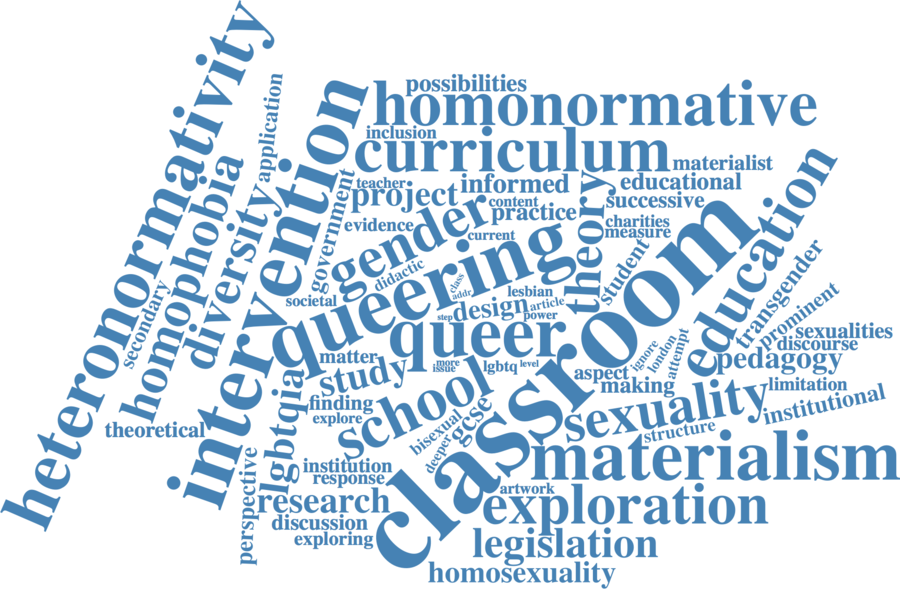 heteronormativity
possibilities
homonormative
application
inclusion
curriculum
materialist
intervention
teacher
project
informed
educational
content
successive
homophobia
diversity
government
evidence
gender
practice
theory
charities
measure
current
education
didactic
queering
student
classroom
societal
class
addr
lesbian
transgender
secondary
design
article
step
power
prominent
queer
sexualities
discourse
matter
more
issue
lgbtq
level
ignore
london
attempt
pedagogy
study
aspect
making
limitation
lgbtqia
finding
explore
school
bisexual
gcse
sexuality
institutional
theoretical
structure
deeper
perspective
institution
response
materialism
research
artwork
exploration
discussion
exploring
legislation
homosexuality